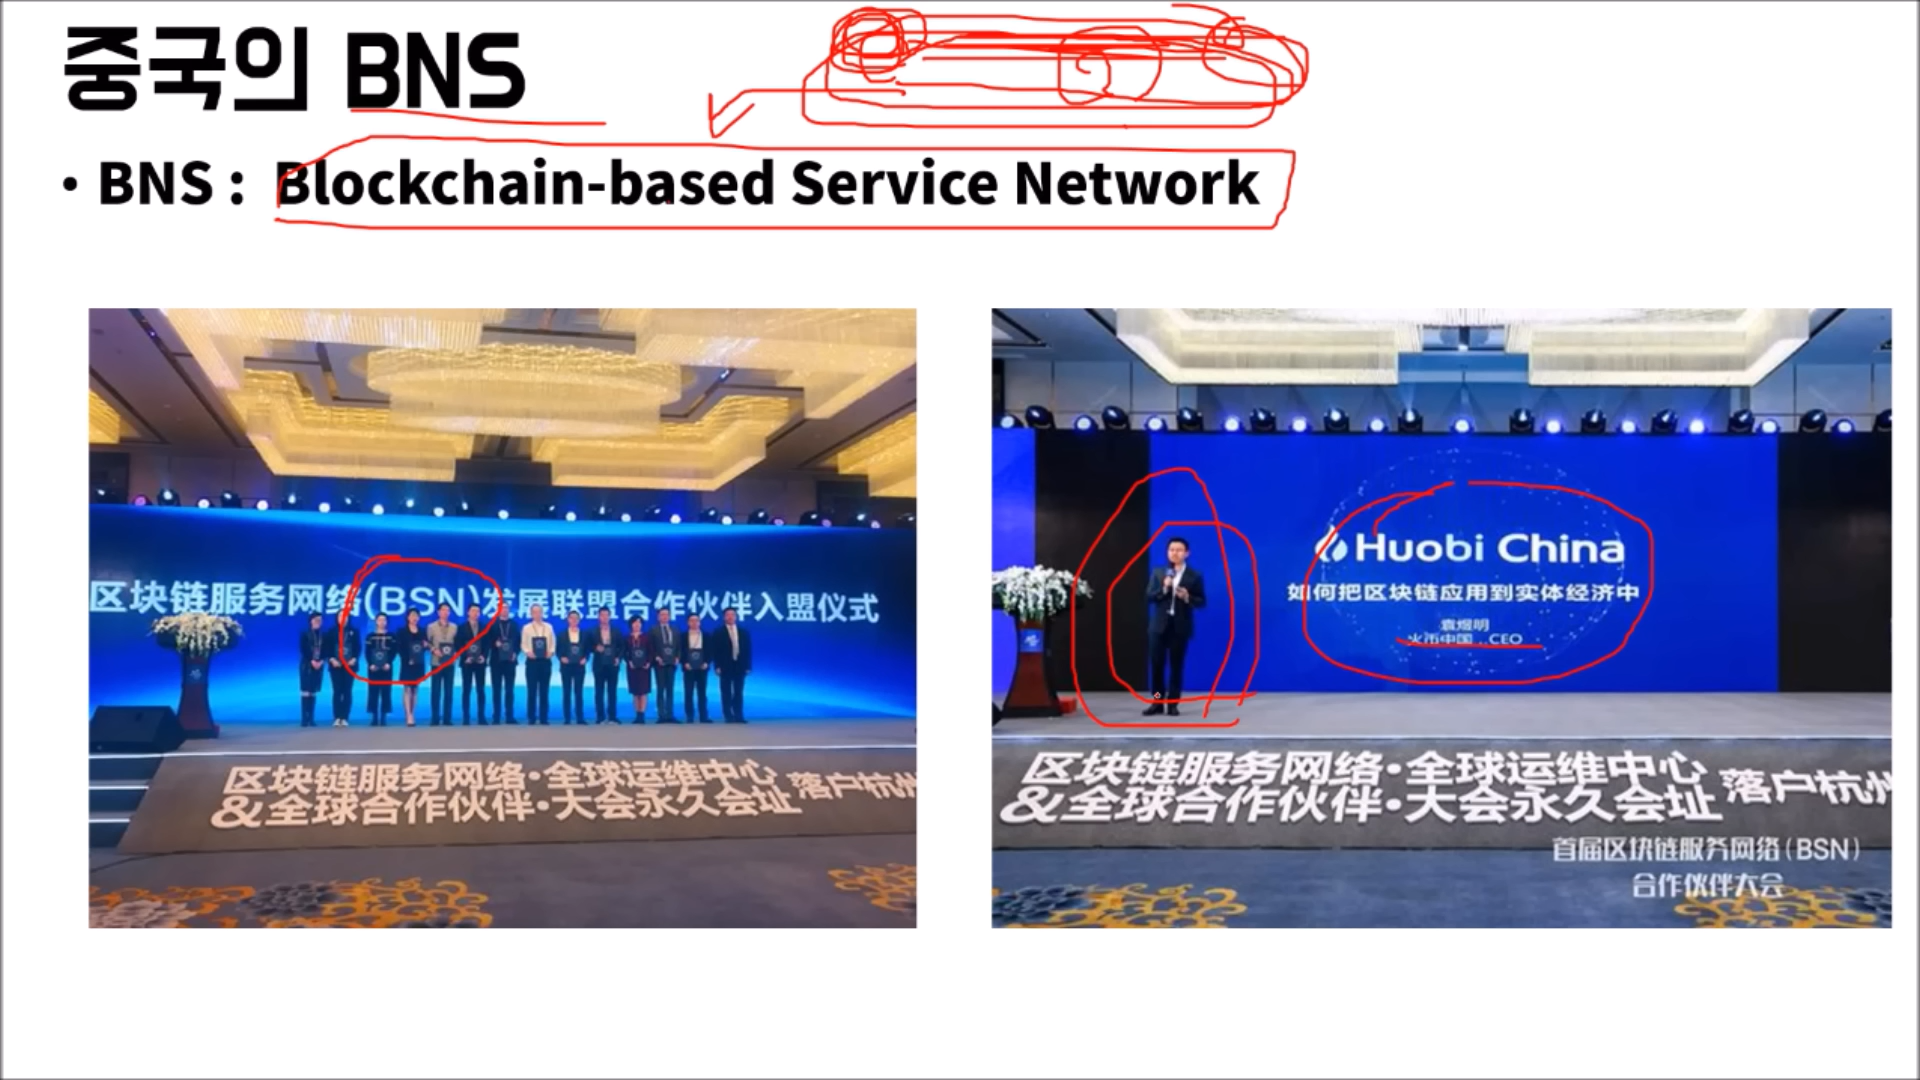 중국의 BNS
• BNS : Blockchain-based Service Network
区块链服务网络(BSN)发展联盟合作伙伴入盟仪式
区块链服务网络·全球运维中心
&全球合作伙伴·大会永久会址 落户杭州
Huobi China
如何把区块链应用到实体经济中
袁煜明
火币中国 . CEO
区块链服务网络·全球运维中心
&全球合作伙伴·大会永久会址 落户杭州
首届区块链服务网络(BSN)
合作伙伴大会